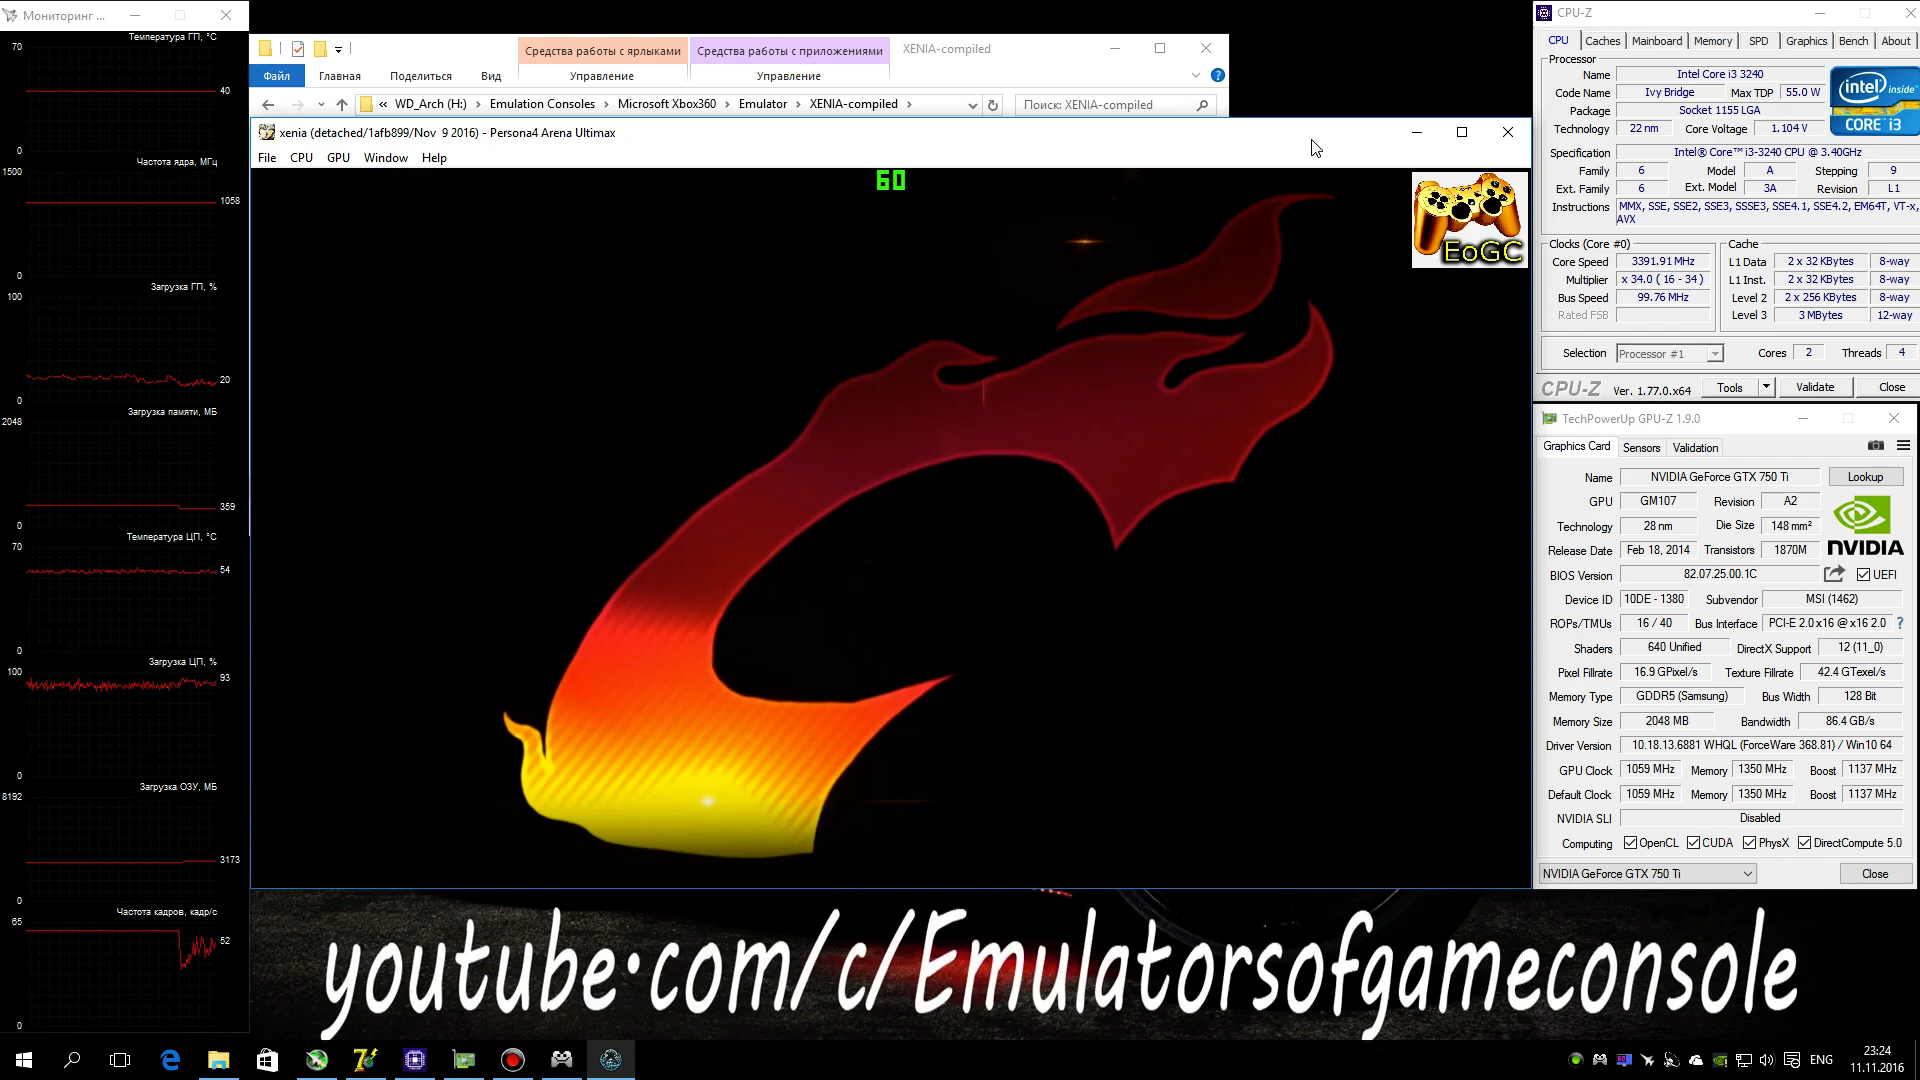 Мониторинг ...
Температура ГП, °C
70
40
0
Частота ядра, МГц
1500
1058
0
Загрузка ГП, %
100
20
0
Загрузка памяти, МБ
2048
359
0
Температура ЦП, °C
70
54
0
Загрузка ЦП, %
100
93
0
Загрузка ОЗУ, МБ
8192
3173
0
Частота кадров, кадр/с
65
52
0
Средства работы с ярлыками Средства работы с приложениями XENIA-compiled
Файл Главная Поделиться Вид Управление Управление
« WD_Arch (H:) Emulation Consoles Microsoft Xbox360 Emulator XENIA-compiled Поиск: XENIA-compiled
xenia (detached/1afb899/Nov 9 2016) - Persona4 Arena Ultimax
File CPU GPU Window Help
60
EoGC
youtube.com/c/Emulatorsofgameconsole
CPU-Z
CPU Caches Mainboard Memory SPD Graphics Bench About
Processor
Name Intel Core i3 3240
Code Name Ivy Bridge Max TDP 55.0 W
Package Socket 1155 LGA
Technology 22 nm Core Voltage 1.104 V
intel inside™
CORE i3
Specification Intel® Core™ i3-3240 CPU @ 3.40GHz
Family 6 Model A Stepping 9
Ext. Family 6 Ext. Model 3A Revision L1
Instructions MMX, SSE, SSE2, SSE3, SSSE3, SSE4.1, SSE4.2, EM64T, VT-x,
AVX
Clocks (Core #0) Cache
Core Speed 3391.91 MHz L1 Data 2 x 32 KBytes 8-way
Multiplier x 34.0 ( 16 - 34 ) L1 Inst. 2 x 32 KBytes 8-way
Bus Speed 99.76 MHz Level 2 2 x 256 KBytes 8-way
Rated FSB Level 3 3 MBytes 12-way
Selection Processor #1 Cores 2 Threads 4
CPU-Z Ver. 1.77.0.x64 Tools Validate Close
TechPowerUp GPU-Z 1.9.0
Graphics Card Sensors Validation
Name NVIDIA GeForce GTX 750 Ti Lookup
GPU GM107 Revision A2
Technology 28 nm Die Size 148 mm²
Release Date Feb 18, 2014 Transistors 1870M
NVIDIA
BIOS Version 82.07.25.00.1C UEFI
Device ID 10DE - 1380 Subvendor MSI (1462)
ROPs/TMUs 16 / 40 Bus Interface PCI-E 2.0 x16 @ x16 2.0 ?
Shaders 640 Unified DirectX Support 12 (11_0)
Pixel Fillrate 16.9 GPixel/s Texture Fillrate 42.4 GTexel/s
Memory Type GDDR5 (Samsung) Bus Width 128 Bit
Memory Size 2048 MB Bandwidth 86.4 GB/s
Driver Version 10.18.13.6881 WHQL (ForceWare 368.81) / Win10 64
GPU Clock 1059 MHz Memory 1350 MHz Boost 1137 MHz
Default Clock 1059 MHz Memory 1350 MHz Boost 1137 MHz
NVIDIA SLI Disabled
Computing OpenCL CUDA PhysX DirectCompute 5.0
NVIDIA GeForce GTX 750 Ti Close
ENG
23:24
11.11.2016